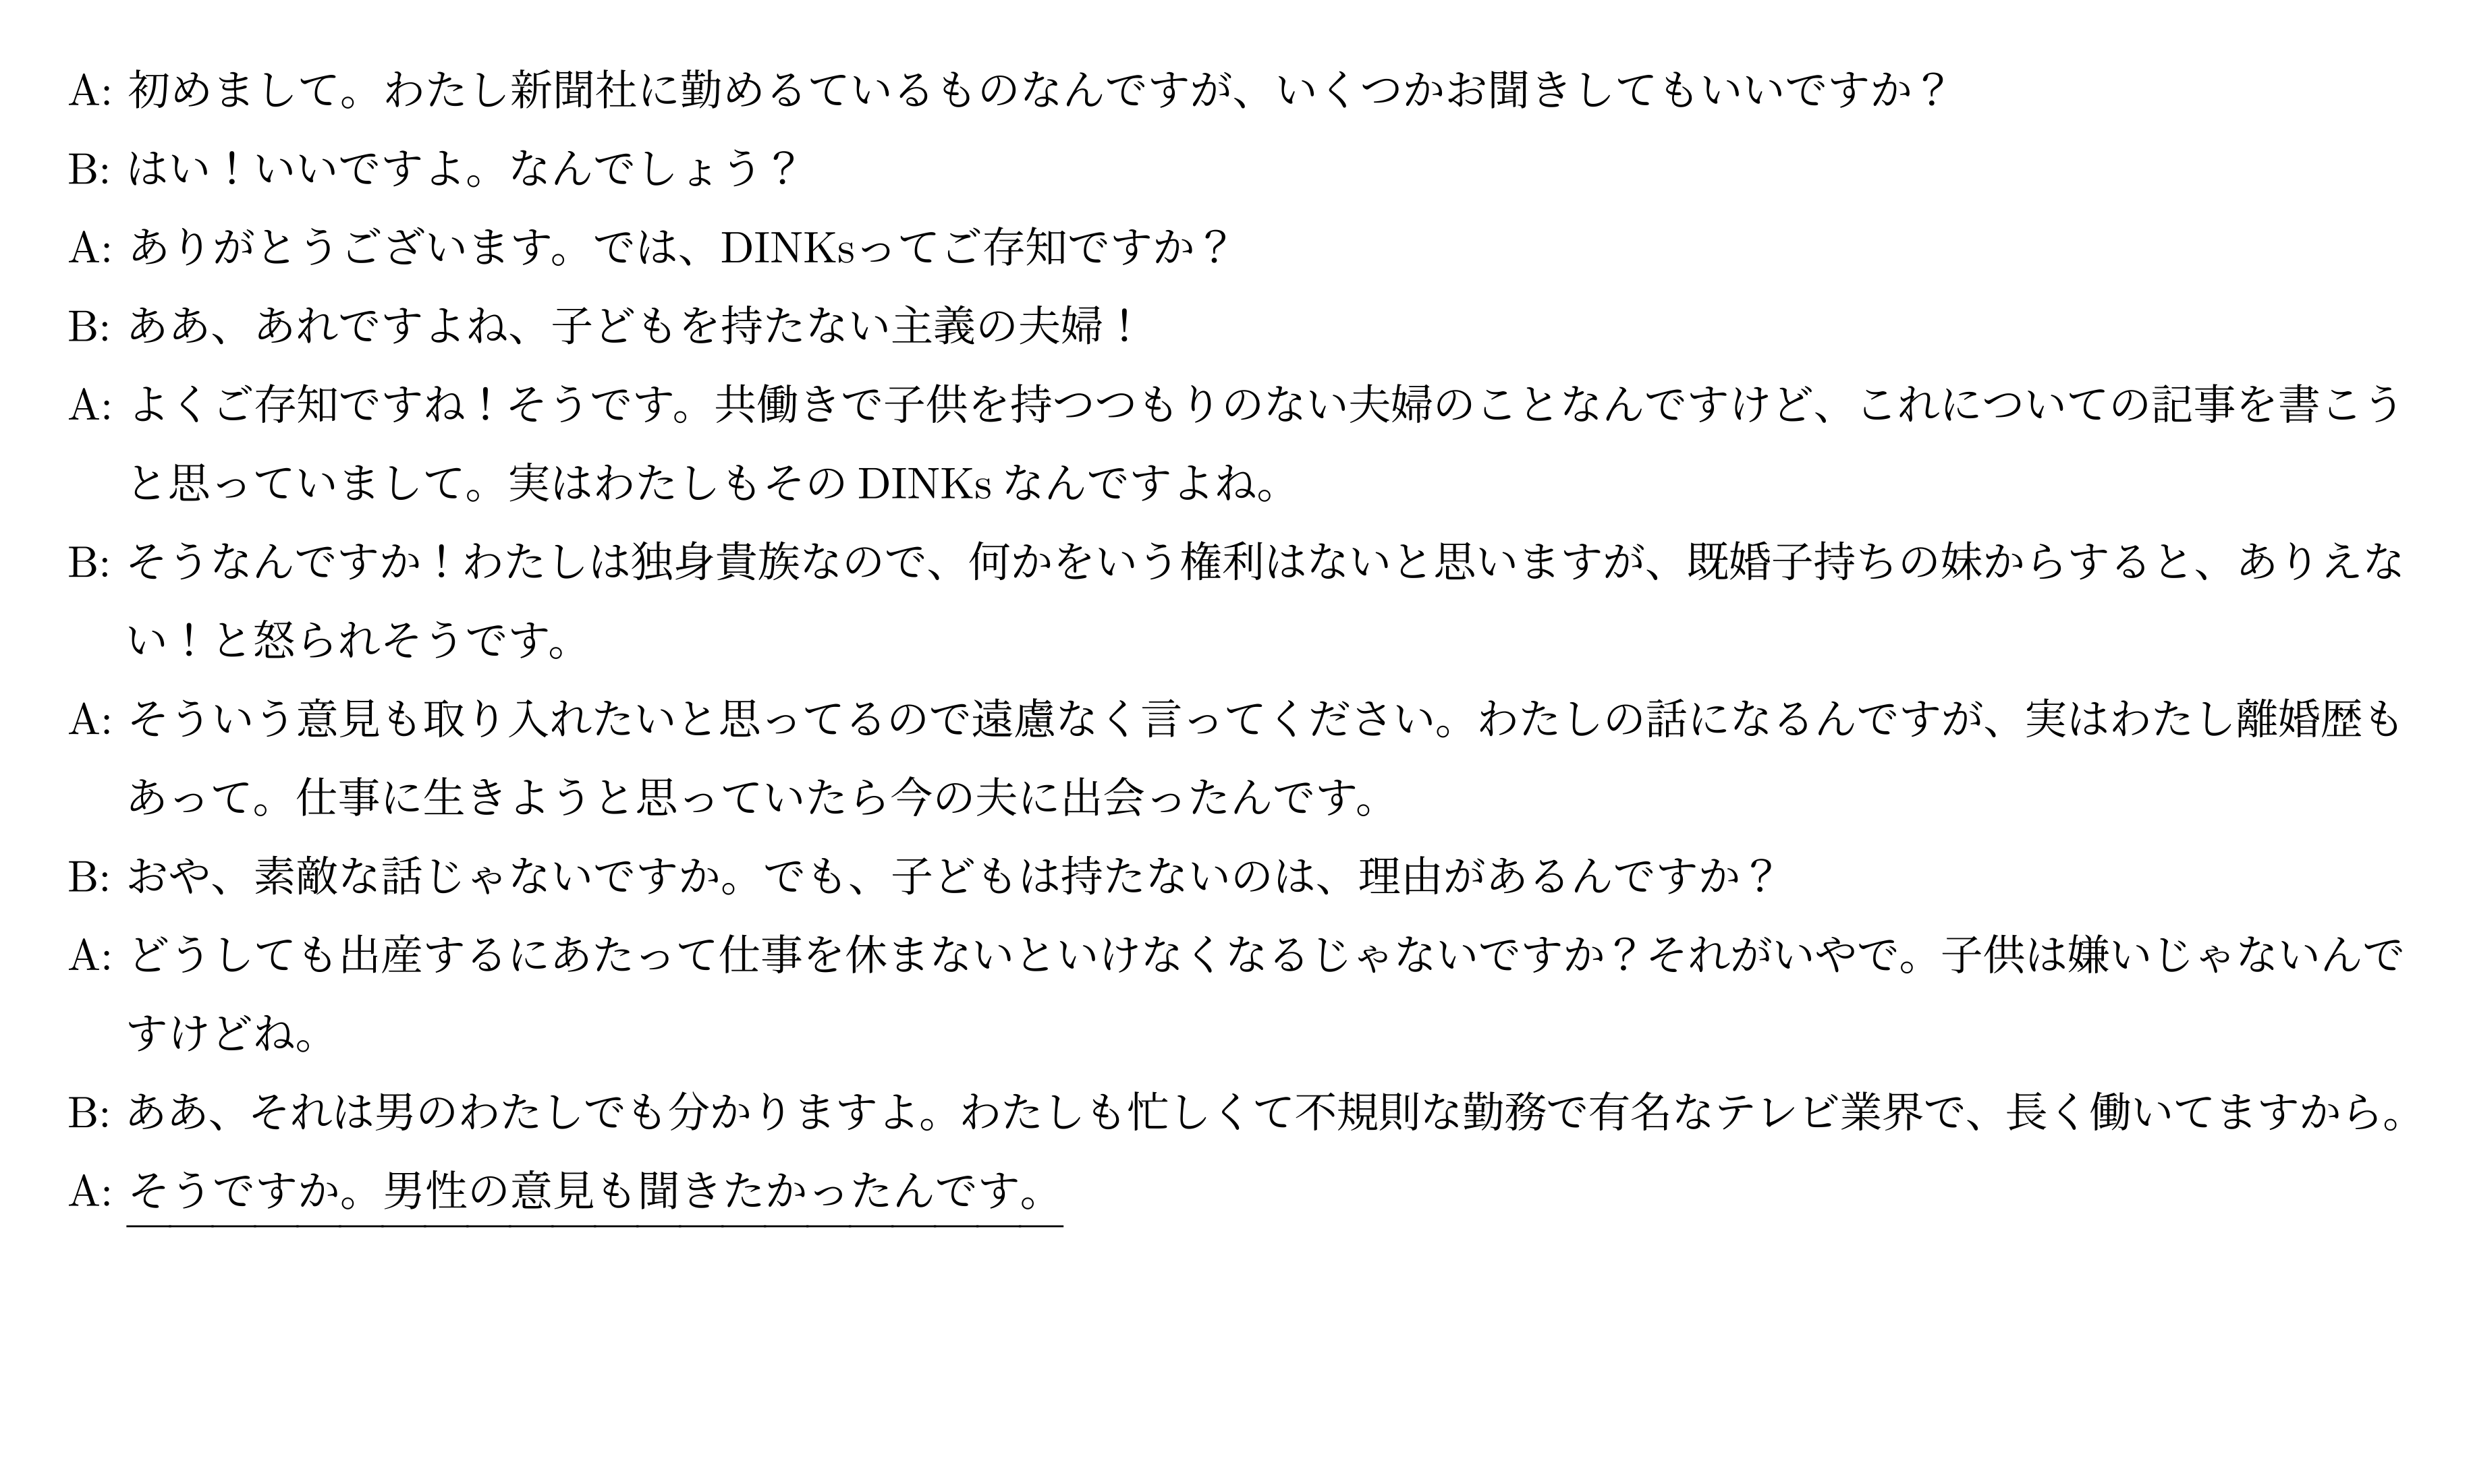 A: 初めまして。わたし新聞社に勤めるているものなんですが、いくつかお聞きしてもいいですか？
B: はい！いいですよ。なんでしょう？
A: ありがとうございます。では、DINKsってご存知ですか？
B: ああ、あれですよね、子どもを持たない主義の夫婦！
A: よくご存知ですね！そうです。共働きで子供を持つつもりのない夫婦のことなんですけど、これについての記事を書こう
と思っていまして。実はわたしもその DINKs なんですよね。
B: そうなんですか！わたしは独身貴族なので、何かをいう権利はないと思いますが、既婚子持ちの妹からすると、ありえな
い！と怒られそうです。
A: そういう意見も取り入れたいと思ってるので遠慮なく言ってください。わたしの話になるんですが、実はわたし離婚歴も
あって。仕事に生きようと思っていたら今の夫に出会ったんです。
B: おや、素敵な話じゃないですか。でも、子どもは持たないのは、理由があるんですか？
A: どうしても出産するにあたって仕事を休まないといけなくなるじゃないですか？それがいやで。子供は嫌いじゃないんで
すけどね。
B: ああ、それは男のわたしでも分かりますよ。わたしも忙しくて不規則な勤務で有名なテレビ業界で、長く働いてますから。
A: そうですか。男性の意見も聞きたかったんです。